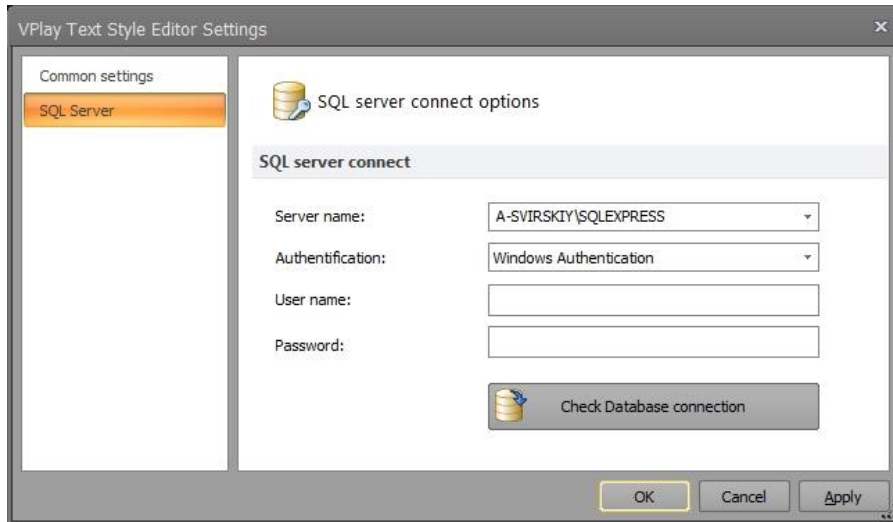 VPlay Text Style Editor Settings
Common settings
SQL Server
SQL server connect options
SQL server connect
Server name:
A-SVIRSKIY\SQLEXPRESS
Authentification:
Windows Authentication
User name:
Password:
Check Database connection
OK
Cancel
Apply